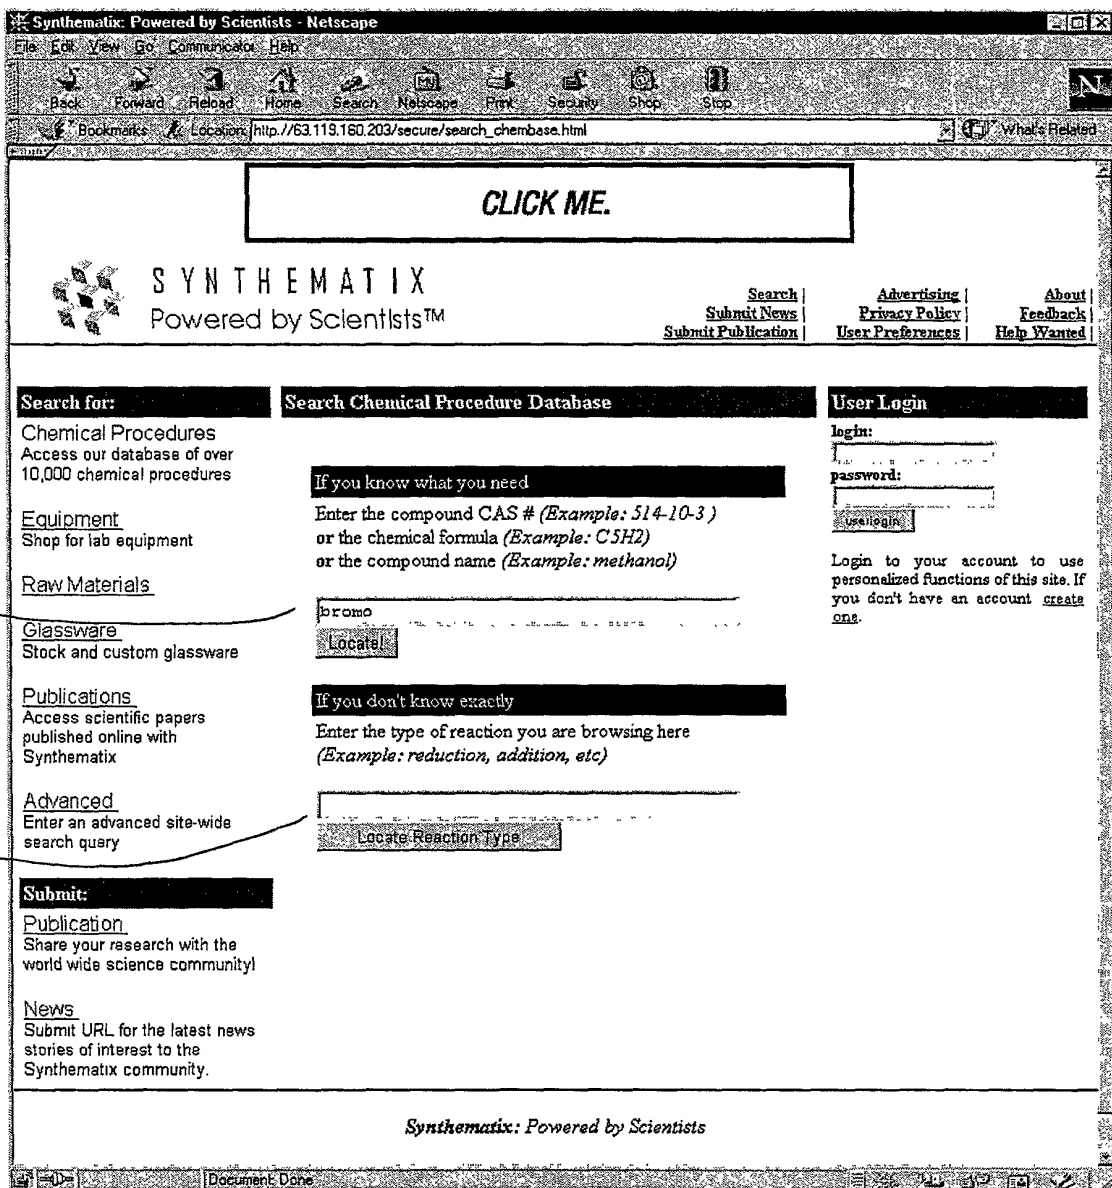 Synthematix: Powered by Scientists - Netscape
File Edit View Go Communicator Help
Back Forward Reload Home Search Netscape Print Security Shop Stop
Bookmarks Location: http://63.119.160.203/secure/search_chembase.html What's Related
CLICK ME.
SYNTHEMATIX
Powered by Scientists™
Search | Advertising | About |
Submit News | Privacy Policy | Feedback |
Submit Publication | User Preferences | Help Wanted |
Search for:
Chemical Procedures
Access our database of over
10,000 chemical procedures
Equipment
Shop for lab equipment
Raw Materials
Glassware
Stock and custom glassware
Publications
Access scientific papers
published online with
Synthematix
Advanced
Enter an advanced site-wide
search query
Submit:
Publication
Share your research with the
world wide science community!
News
Submit URL for the latest news
stories of interest to the
Synthematix community.
Search Chemical Procedure Database
If you know what you need
Enter the compound CAS # (Example: 514-10-3 )
or the chemical formula (Example: C5H2)
or the compound name (Example: methanol)
bromo
Locate!
If you don't know exactly
Enter the type of reaction you are browsing here
(Example: reduction, addition, etc)
Locate Reaction Type
User Login
login:
password:
userlogin
Login to your account to use
personalized functions of this site. If
you don't have an account create
one.
Synthematix: Powered by Scientists
Document: Done